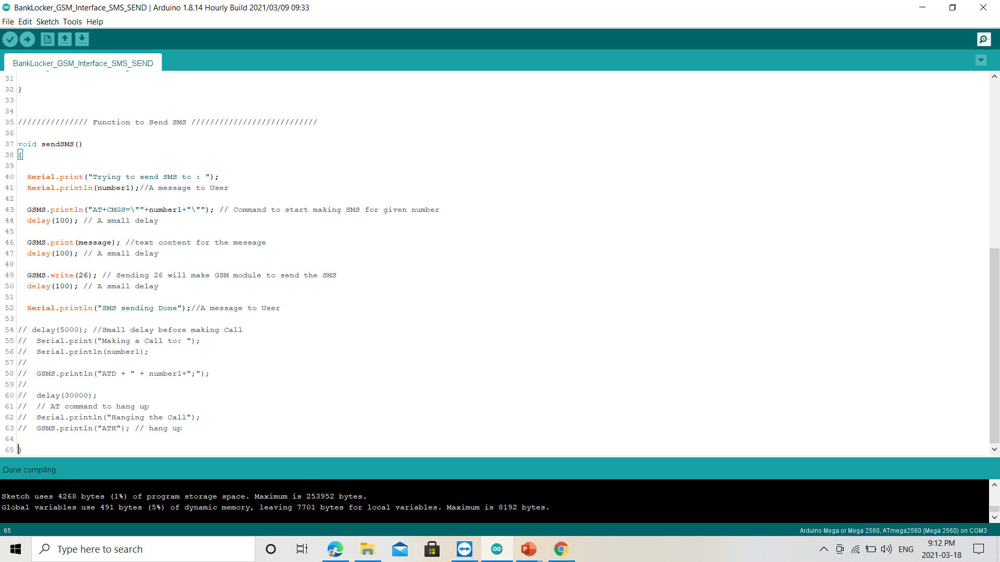 BankLocker_GSM_Interface_SMS_SEND | Arduino 1.8.14 Hourly Build 2021/03/09 09:33
File Edit Sketch Tools Help
BankLocker_GSM_Interface_SMS_SEND
31
32 }
33
34
35 /////////////// Function to Send SMS ///////////////////////////
36
37 void sendSMS()
38 {
39
40 Serial.print("Trying to send SMS to : ");
41 Serial.println(number1);//A message to User
42
43 GSMS.println("AT+CMGS=\""+number1+"\""); // Command to start making SMS for given number
44 delay(100); // A small delay
45
46 GSMS.print(message); //text content for the message
47 delay(100); // A small delay
48
49 GSMS.write(26); // Sending 26 will make GSM module to send the SMS
50 delay(100); // A small delay
51
52 Serial.println("SMS sending Done");//A message to User
53
54 // delay(5000); //Small delay before making Call
55 // Serial.print("Making a Call to: ");
56 // Serial.println(number1);
57 //
58 // GSMS.println("ATD + " + number1+";");
59 //
60 // delay(30000);
61 // // AT command to hang up
62 // Serial.println("Hanging the Call");
63 // GSMS.println("ATH"); // hang up
64
65 }
Done compiling.
Sketch uses 4268 bytes (1%) of program storage space. Maximum is 253952 bytes.
Global variables use 491 bytes (5%) of dynamic memory, leaving 7701 bytes for local variables. Maximum is 8192 bytes.
65
Arduino Mega or Mega 2560, ATmega2560 (Mega 2560) on COM3
Type here to search
ENG
9:12 PM
2021-03-18